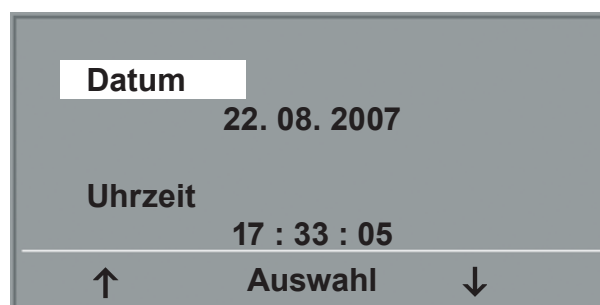 Datum
22. 08. 2007
Uhrzeit
17 : 33 : 05
↑ Auswahl ↓